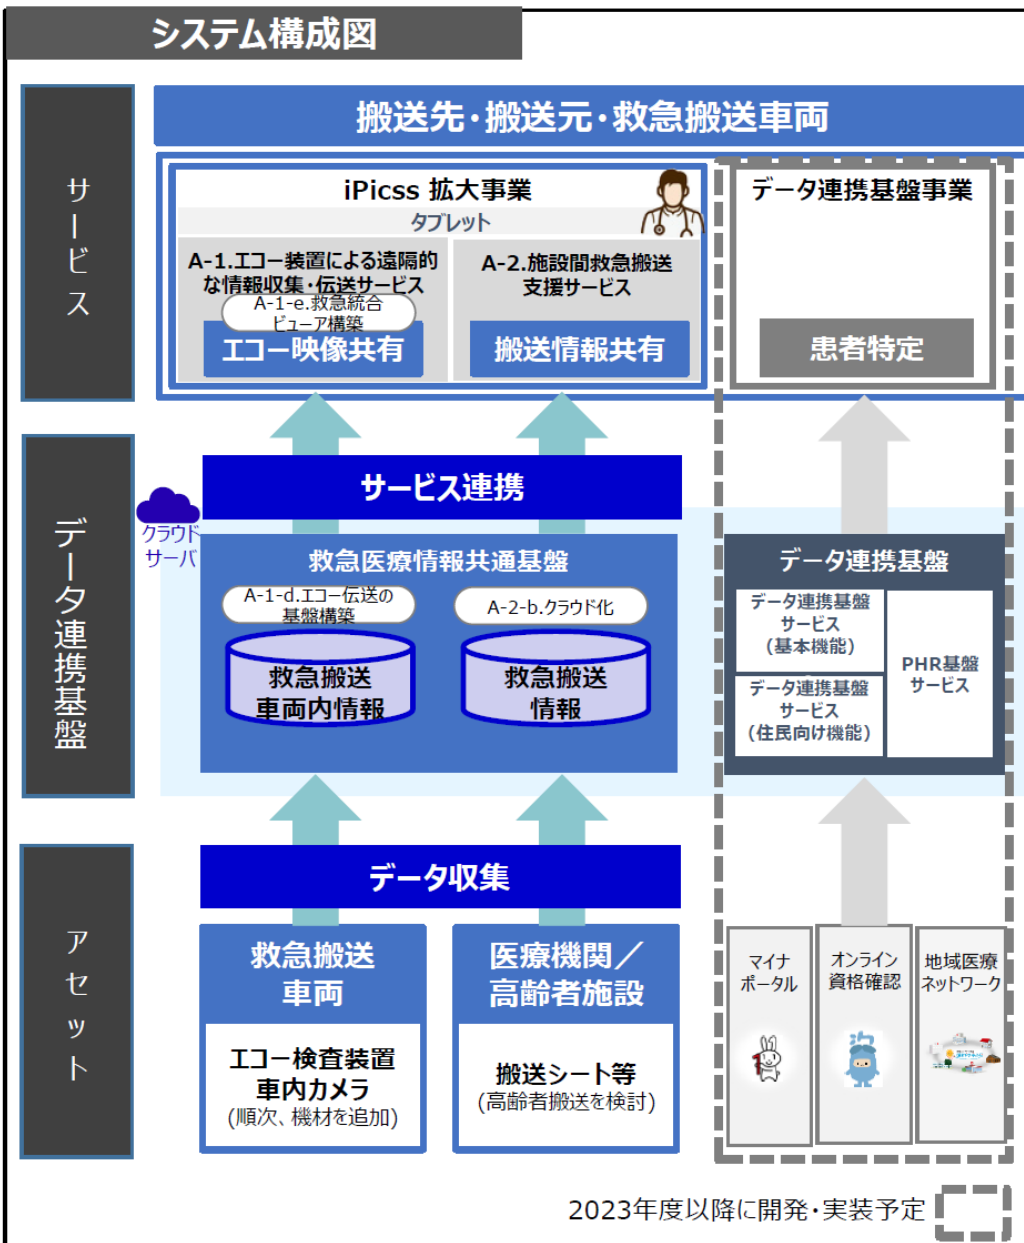 システム構成図
サービス
搬送先・搬送元・救急搬送車両
iPicss 拡大事業
タブレット
A-1.エコー装置による遠隔的
な情報収集・伝送サービス
A-1-e.救急統合
ビューア構築
エコー映像共有
A-2.施設間救急搬送
支援サービス
搬送情報共有
データ連携基盤事業
患者特定
データ連携基盤
サービス連携
クラウド
サーバ
救急医療情報共通基盤
A-1-d.エコー伝送の
基盤構築
救急搬送
車両内情報
A-2-b.クラウド化
救急搬送
情報
データ連携基盤
データ連携基盤
サービス
(基本機能)
データ連携基盤
サービス
(住民向け機能)
PHR基盤
サービス
アセット
データ収集
救急搬送
車両
エコー検査装置
車内カメラ
(順次、機材を追加)
医療機関／
高齢者施設
搬送シート等
(高齢者搬送を検討)
マイナ
ポータル
オンライン
資格確認
地域医療
ネットワーク
2023年度以降に開発・実装予定